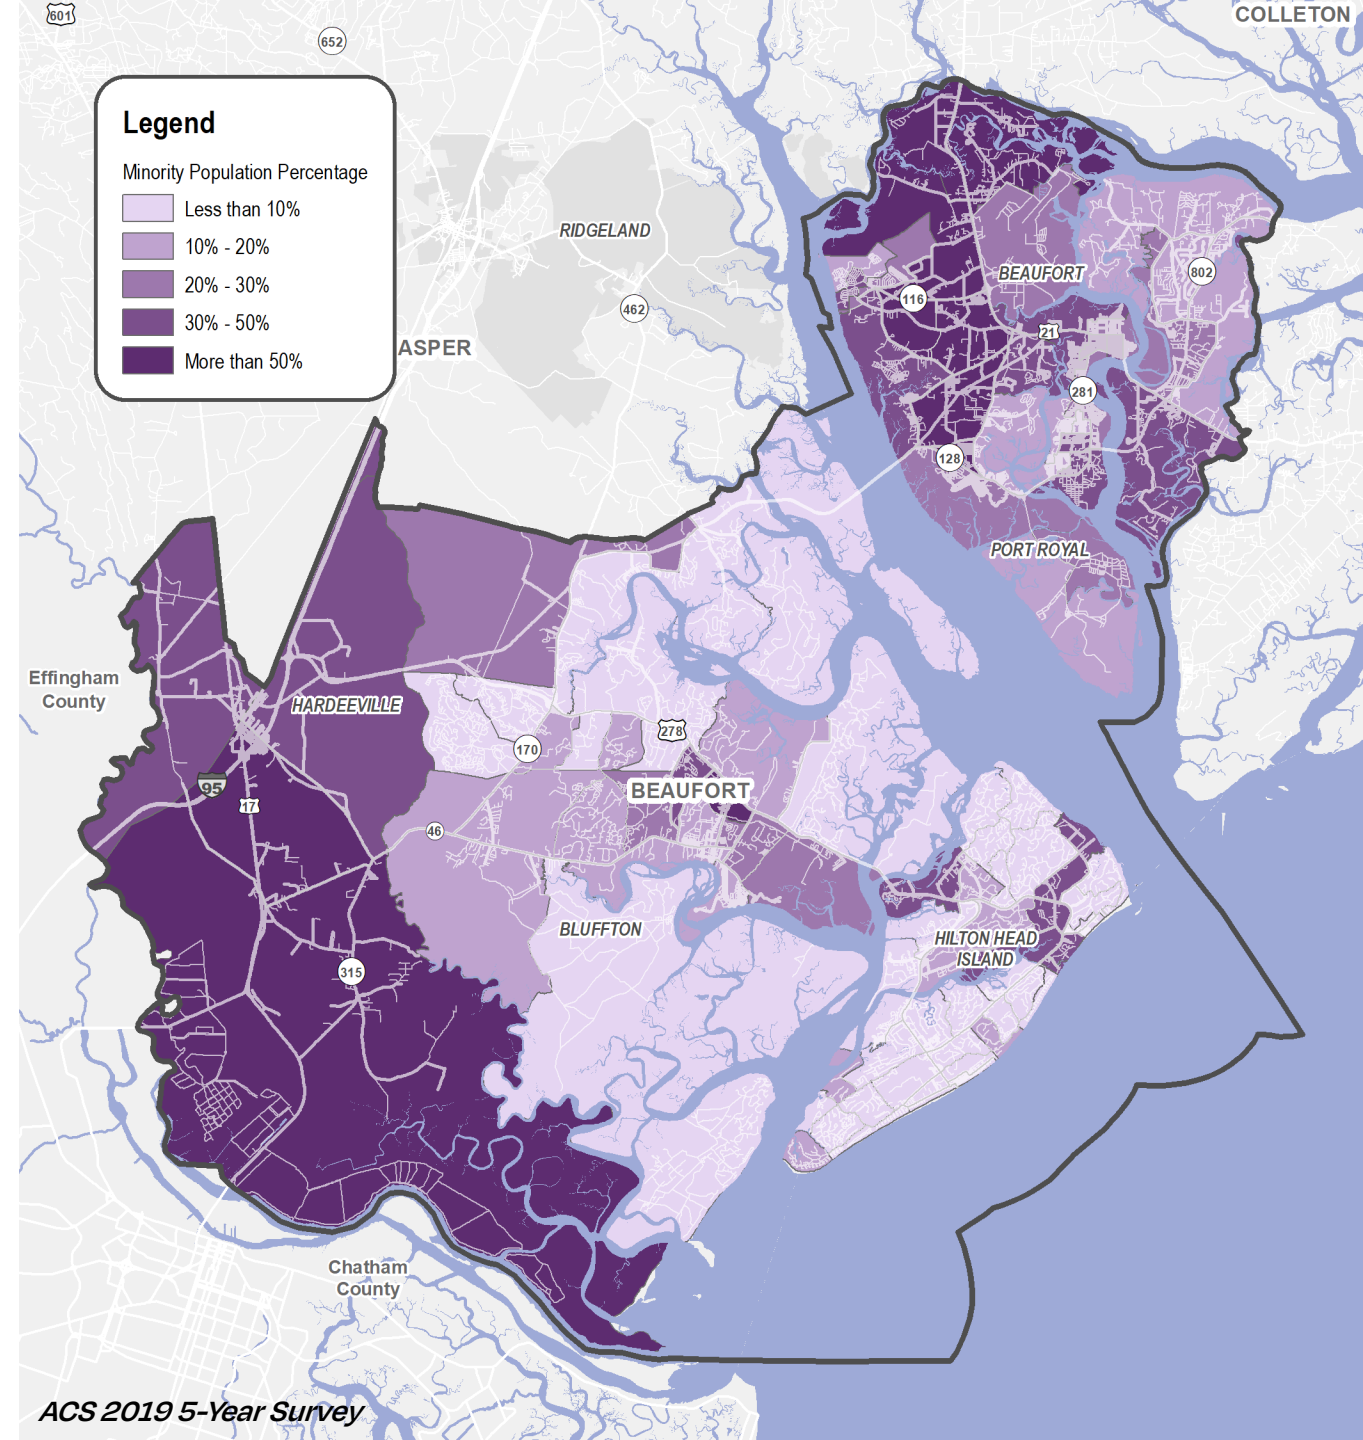 601
652
COLLETON
Legend
Minority Population Percentage
Less than 10%
10% - 20%
20% - 30%
30% - 50%
More than 50%
RIDGELAND
462
ASPER
BEAUFORT
802
116
21
281
128
PORT ROYAL
Effingham
County
HARDEEVILLE
170
278
95
17
BEAUFORT
46
BLUFFTON
HILTON HEAD
ISLAND
315
Chatham
County
ACS 2019 5-Year Survey